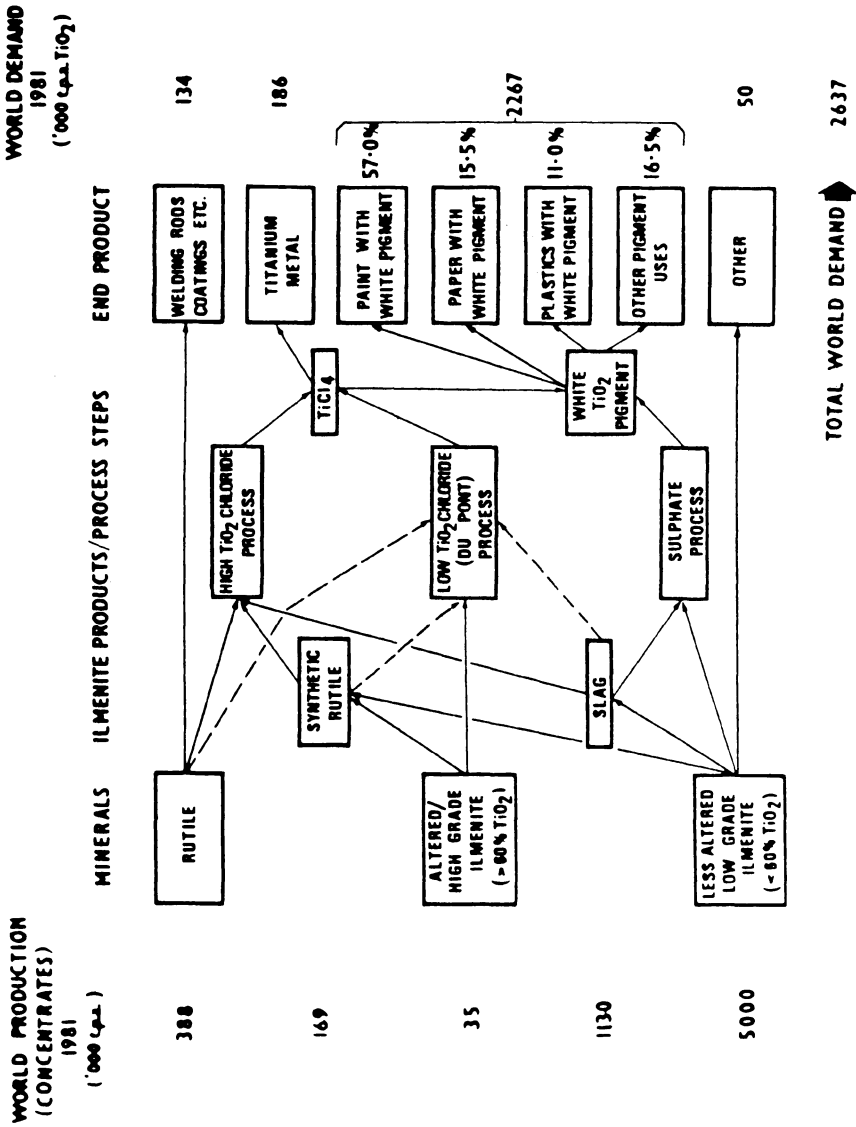 WORLD PRODUCTION
(CONCENTRATES)
1981
('000 t.p.a.)
MINERALS
ILMENITE PRODUCTS/PROCESS STEPS
END PRODUCT
WORLD DEMAND
1981
('000 t.p.a. TiO2)
388
RUTILE
WELDING RODS
COATINGS ETC.
134
HIGH TiO2 CHLORIDE
PROCESS
TITANIUM
METAL
186
169
SYNTHETIC
RUTILE
TiCl4
PAINT WITH
WHITE PIGMENT
57·0%
35
ALTERED/
HIGH GRADE
ILMENITE
(>60% TiO2)
LOW TiO2 CHLORIDE
(DU PONT)
PROCESS
PAPER WITH
WHITE PIGMENT
15·5%
2267
PLASTICS WITH
WHITE PIGMENT
11·0%
1130
SLAG
WHITE
TiO2
PIGMENT
OTHER PIGMENT
USES
16·5%
SULPHATE
PROCESS
5000
LESS ALTERED
LOW GRADE
ILMENITE
(<60% TiO2)
OTHER
50
TOTAL WORLD DEMAND
2637